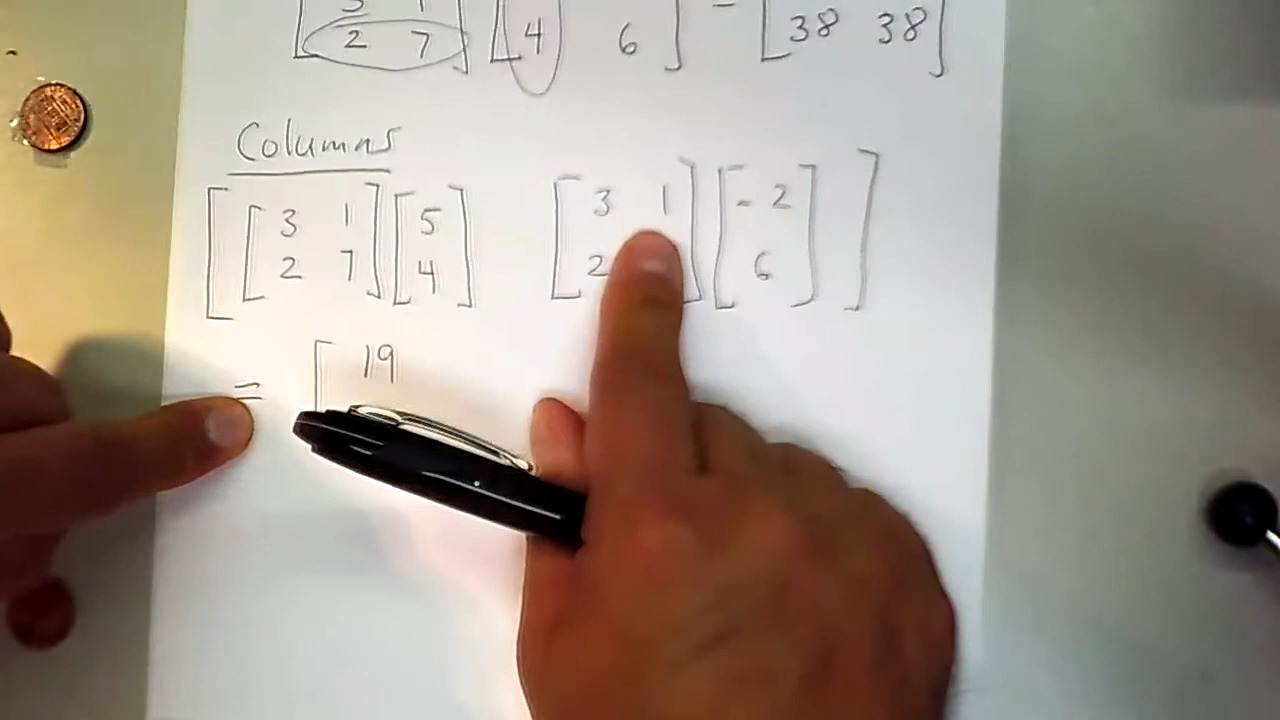 2 7 4 6 = 38 38
Columns
[ [ 3 1 ] [ 5 ] [ 3 1 ] [ - 2 ] ]
2 7 4 2 6
= [ 19